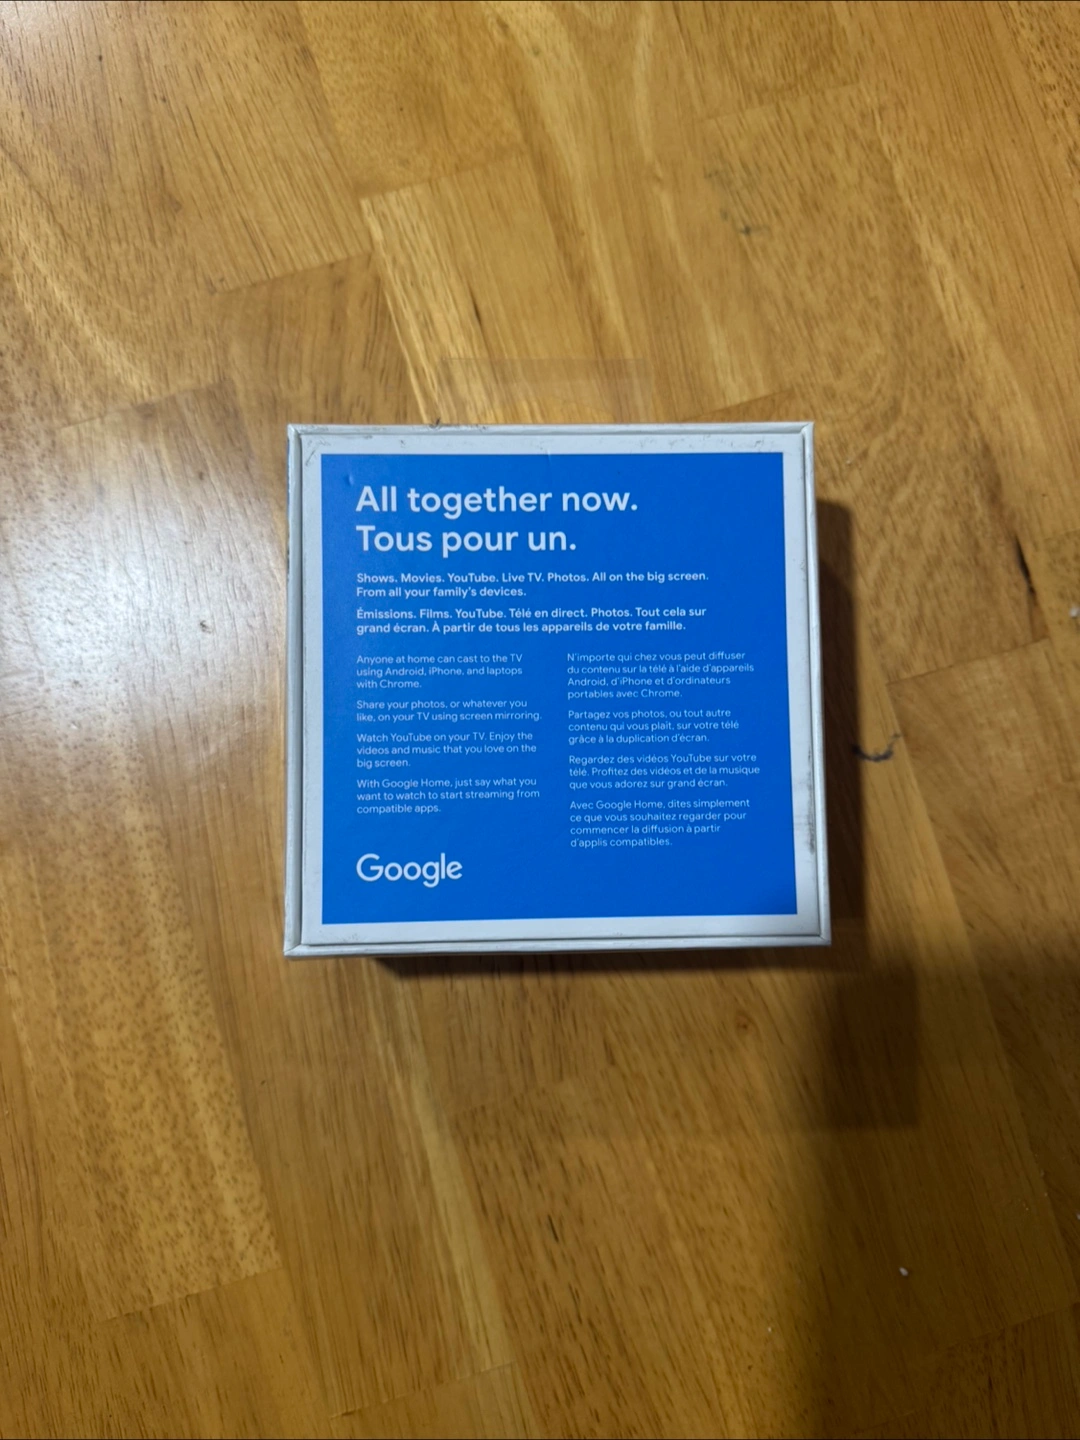 All together now.
Tous pour un.
Shows. Movies. YouTube. Live TV. Photos. All on the big screen.
From all your family's devices.
Émissions. Films. YouTube. Télé en direct. Photos. Tout cela sur
grand écran. À partir de tous les appareils de votre famille.
Anyone at home can cast to the TV
using Android, iPhone, and laptops
with Chrome.
Share your photos, or whatever you
like, on your TV using screen mirroring.
Watch YouTube on your TV. Enjoy the
videos and music that you love on the
big screen.
With Google Home, just say what you
want to watch to start streaming from
compatible apps.
N'importe qui chez vous peut diffuser
du contenu sur la télé à l'aide d'appareils
Android, d'iPhone et d'ordinateurs
portables avec Chrome.
Partagez vos photos, ou tout autre
contenu qui vous plaît, sur votre télé
grâce à la duplication d'écran.
Regardez des vidéos YouTube sur votre
télé. Profitez des vidéos et de la musique
que vous adorez sur grand écran.
Avec Google Home, dites simplement
ce que vous souhaitez regarder pour
commencer la diffusion à partir
d'applis compatibles.
Google